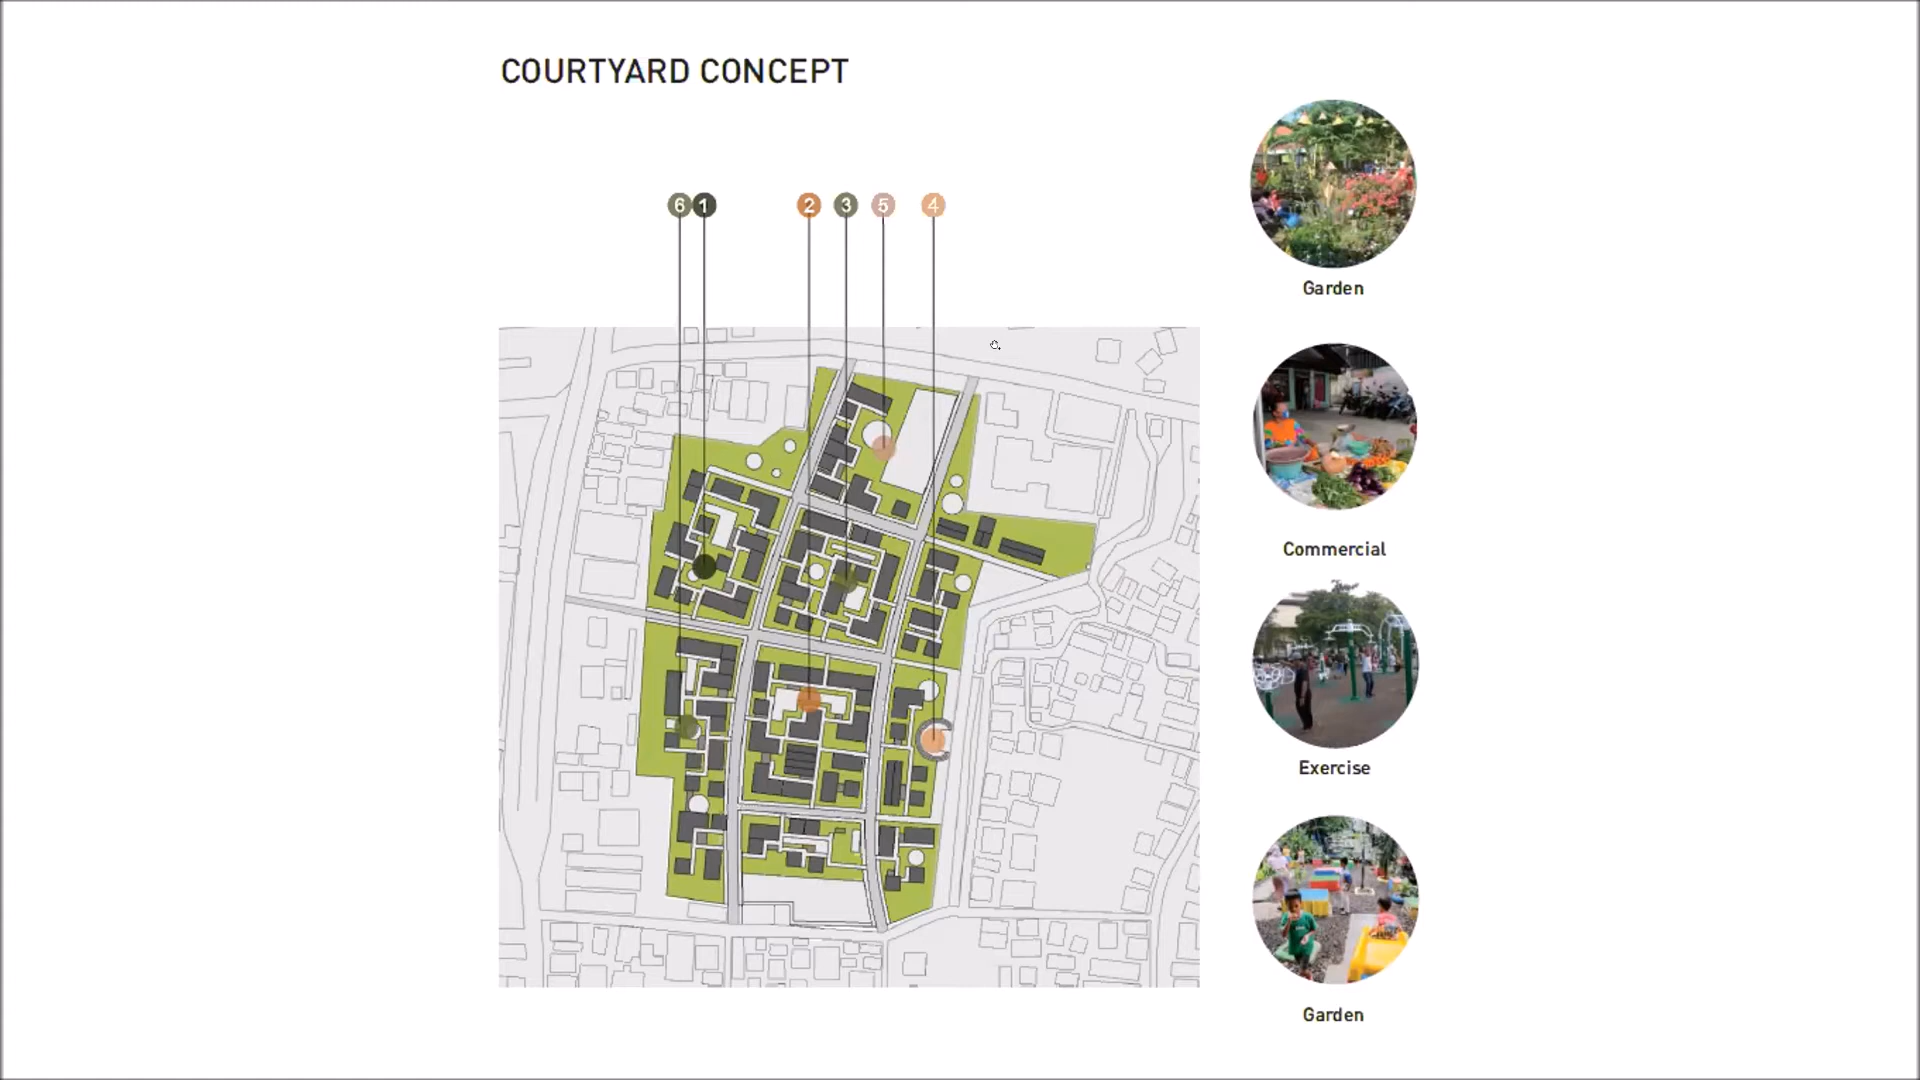 COURTYARD CONCEPT
6 1 2 3 5 4
Garden
Commercial
Exercise
Garden